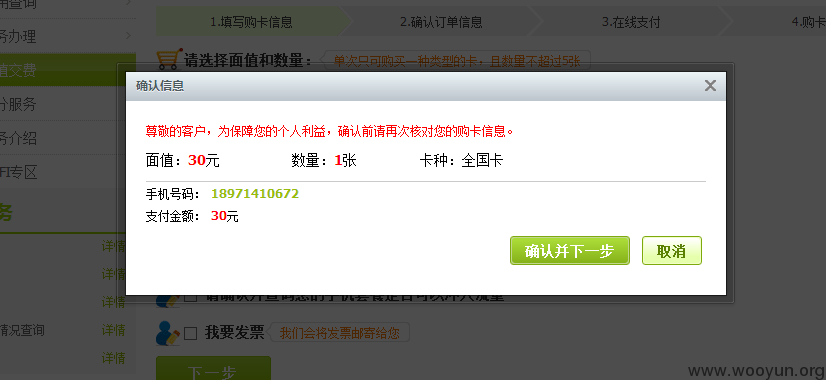 用查询
1.填写购卡信息
2.确认订单信息
3.在线支付
4.购卡
务办理
请选择面值和数量：
单次只可购买一种类型的卡，且数量不超过5张
值交费
确认信息
分服务
尊敬的客户，为保障您的个人利益，确认前请再次核对您的购卡信息。
务介绍
面值：30元
数量：1张
卡种：全国卡
FI专区
手机号码： 18971410672
务
支付金额： 30元
详情
确认并下一步
取消
详情
详情
情况查询
详情
我要发票
我们会将发票邮寄给您
详情
下一步
www.wooyun.org